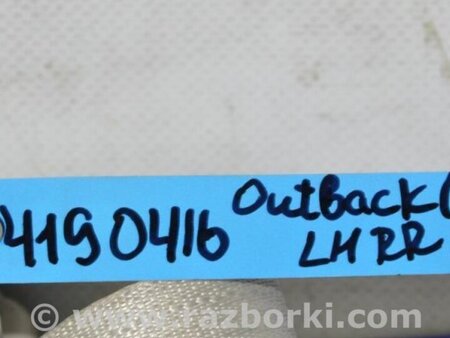 4190416 Outback(
LH RR
© www.razborki.com